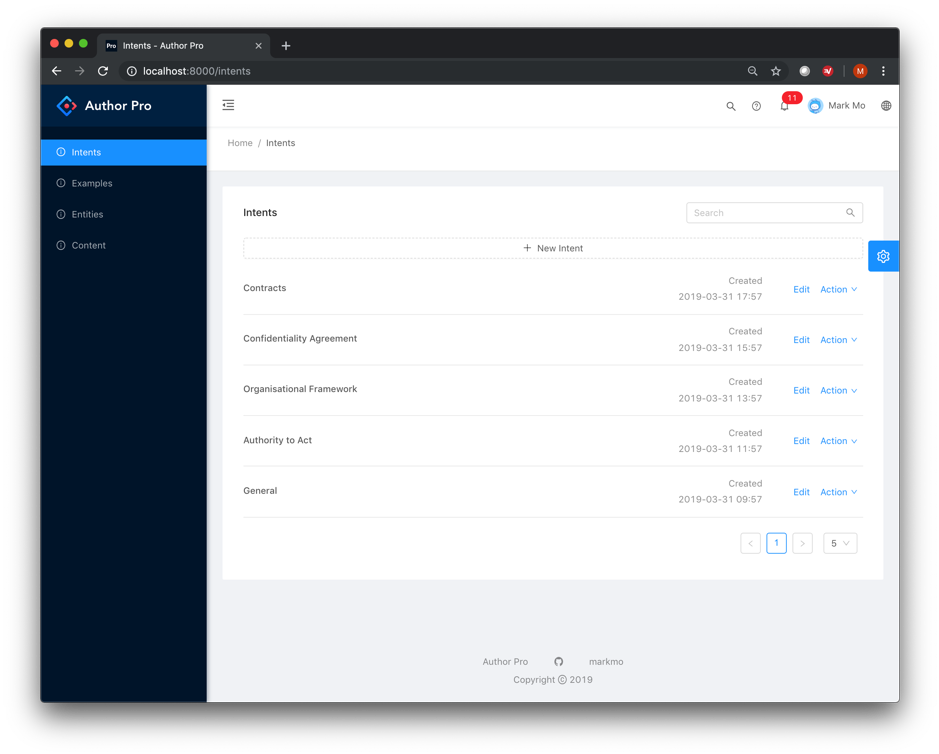 Pro Intents - Author Pro
localhost:8000/intents
M
Author Pro
11
Mark Mo
Home / Intents
Intents
Examples
Entities
Content
Intents
Search
+ New Intent
Contracts
Created
2019-03-31 17:57
Edit Action
Confidentiality Agreement
Created
2019-03-31 15:57
Edit Action
Organisational Framework
Created
2019-03-31 13:57
Edit Action
Authority to Act
Created
2019-03-31 11:57
Edit Action
General
Created
2019-03-31 09:57
Edit Action
< 1 > 5
Author Pro markmo
Copyright © 2019